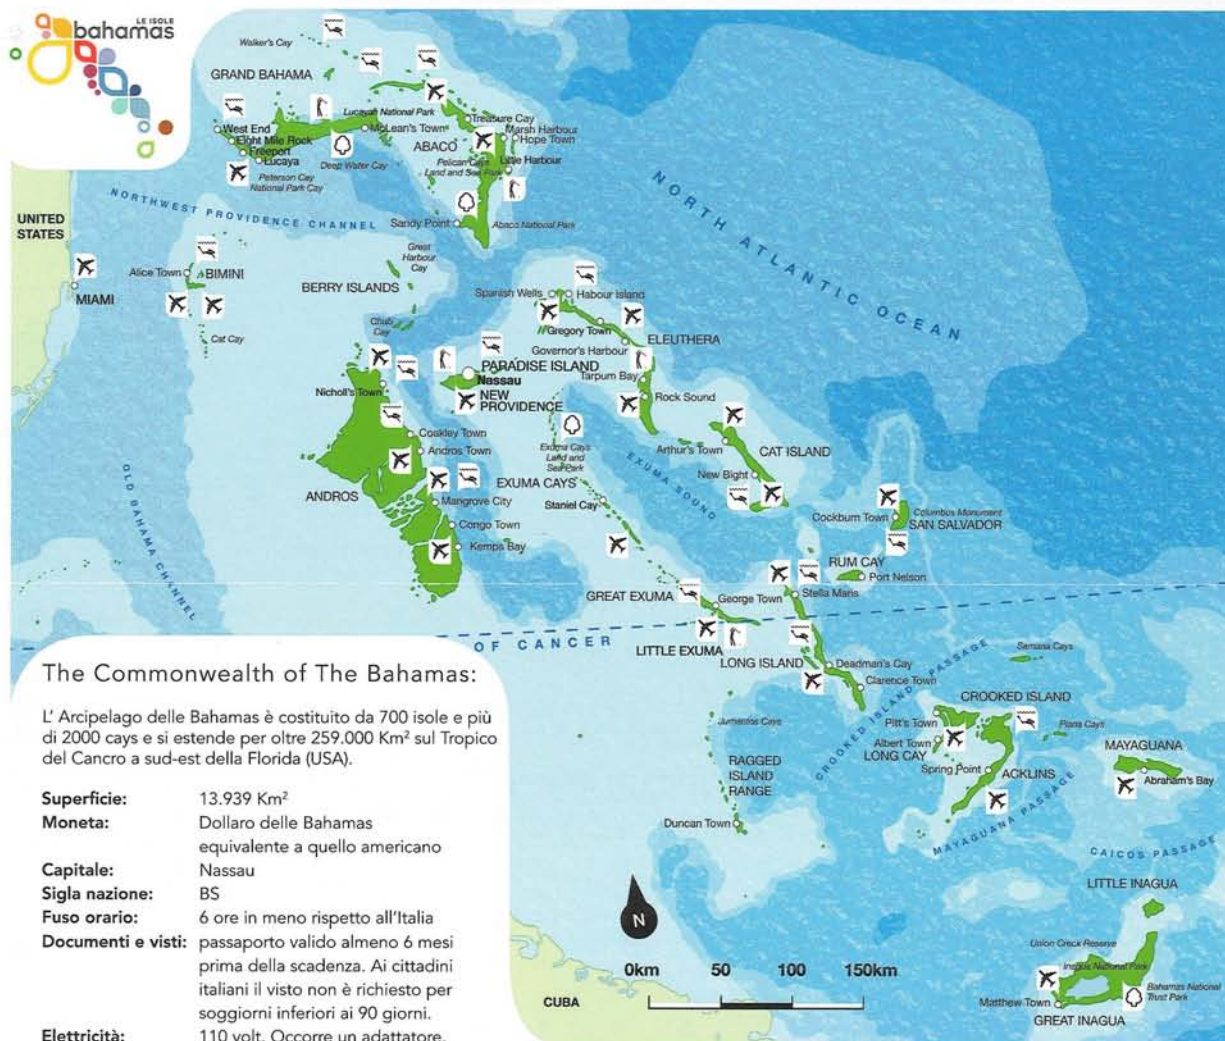 LE ISOLE
bahamas
Walker's Cay
GRAND BAHAMA
Lucayan National Park
Treasure Cay
West End
McLean's Town
Marsh Harbour
Eight Mile Rock
Hope Town
Freeport
ABACO
Lucaya
Deep Water Cay
Pelican Cays
Land and Sea Park
Little Harbour
Peterson Cay
National Park Cay
NORTHWEST PROVIDENCE CHANNEL
Sandy Point
Abaco National Park
NORTH ATLANTIC OCEAN
UNITED
STATES
Great
Harbour
Cay
Alice Town
BIMINI
MIAMI
BERRY ISLANDS
Spanish Wells
Habour Island
Chub
Cay
Cat Cay
Gregory Town
ELEUTHERA
Governor's Harbour
PARADISE ISLAND
Nassau
NEW
PROVIDENCE
Tarpum Bay
Nicholl's Town
Rock Sound
Coakley Town
Andros Town
Exuma Cays
Land and
Sea Park
Arthur's Town
CAT ISLAND
EXUMA SOUND
New Bight
OLD BAHAMA CHANNEL
ANDROS
EXUMA CAYS
Mangrove City
Staniel Cay
Congo Town
Kemps Bay
Cockburn Town
Columbus Monument
SAN SALVADOR
RUM CAY
Port Nelson
GREAT EXUMA
George Town
Stella Maris
OF CANCER
LITTLE EXUMA
LONG ISLAND
Deadman's Cay
Clarence Town
CROOKED ISLAND PASSAGE
Samana Cays
CROOKED ISLAND
Jumentos Cays
Pitt's Town
Plana Cays
Albert Town
LONG CAY
MAYAGUANA
RAGGED
ISLAND
RANGE
Spring Point
ACKLINS
Abraham's Bay
Duncan Town
MAYAGUANA PASSAGE
CAICOS PASSAGE
LITTLE INAGUA
Union Creek Reserve
Inagua National Park
Bahamas National
Trust Park
Matthew Town
GREAT INAGUA
N
0km 50 100 150km
CUBA
The Commonwealth of The Bahamas:
L' Arcipelago delle Bahamas è costituito da 700 isole e più
di 2000 cays e si estende per oltre 259.000 Km² sul Tropico
del Cancro a sud-est della Florida (USA).
Superficie: 13.939 Km²
Moneta: Dollaro delle Bahamas
equivalente a quello americano
Capitale: Nassau
Sigla nazione: BS
Fuso orario: 6 ore in meno rispetto all'Italia
Documenti e visti: passaporto valido almeno 6 mesi
prima della scadenza. Ai cittadini
italiani il visto non è richiesto per
soggiorni inferiori ai 90 giorni.
Elettricità: 110 volt. Occorre un adattatore.